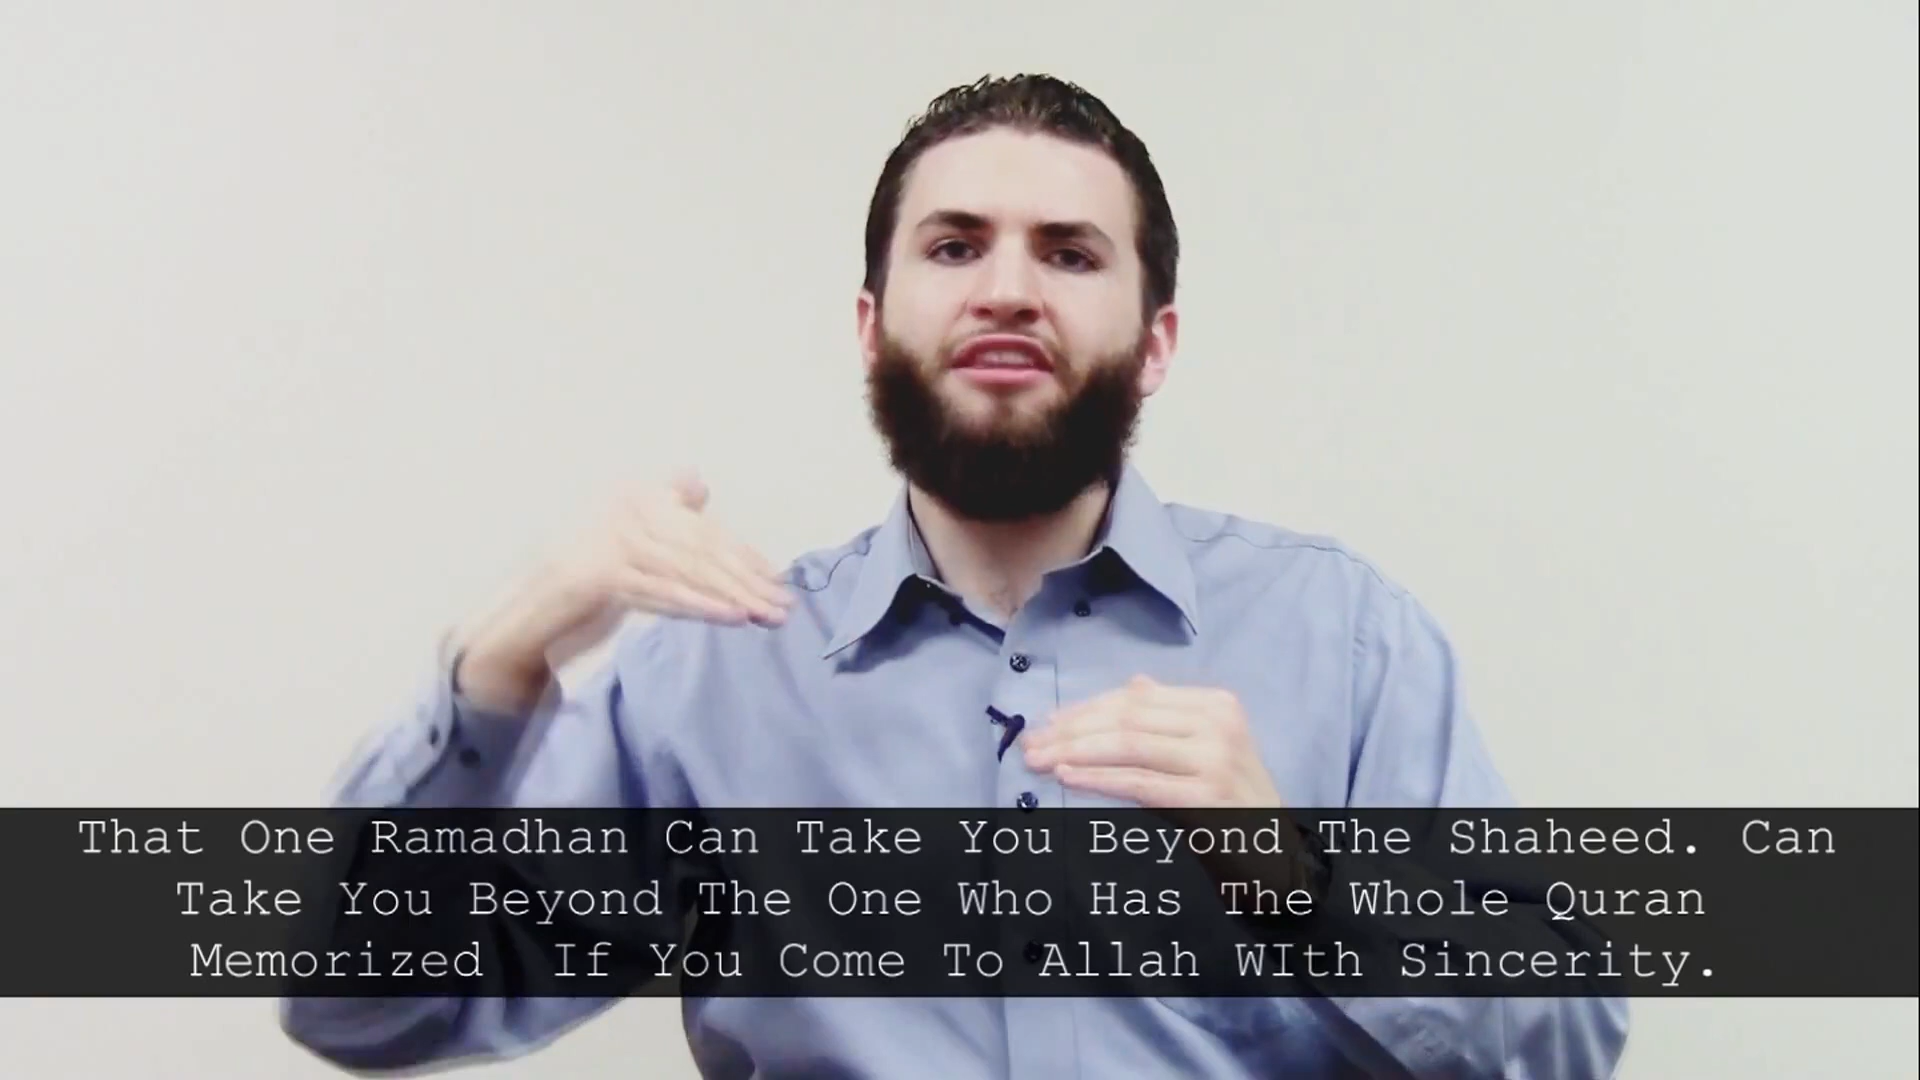 That One Ramadhan Can Take You Beyond The Shaheed. Can
Take You Beyond The One Who Has The Whole Quran
Memorized  If You Come To Allah WIth Sincerity.